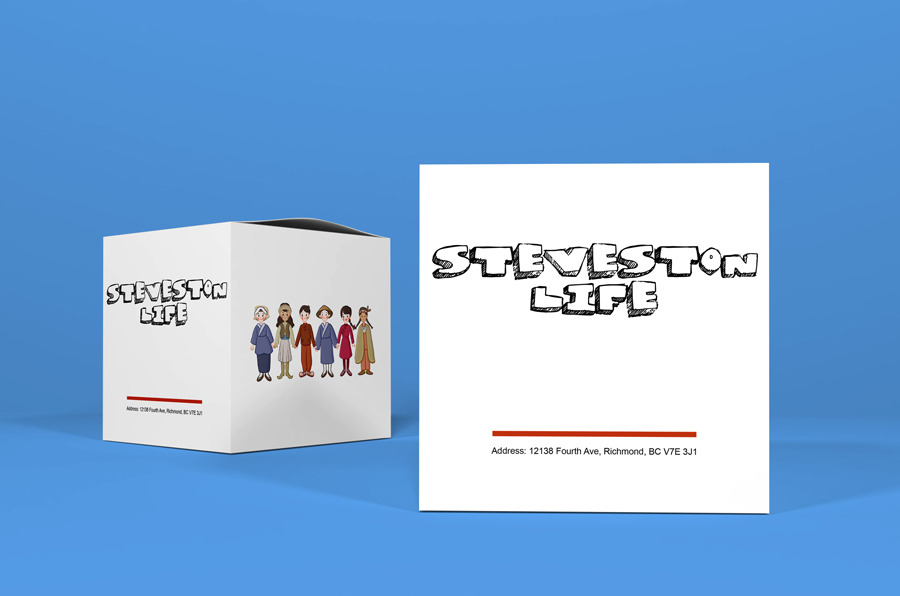 STEVESTON
LIFE
Address: 12138 Fourth Ave, Richmond, BC V7E 3J1
STEVESTON
LIFE
Address: 12138 Fourth Ave, Richmond, BC V7E 3J1